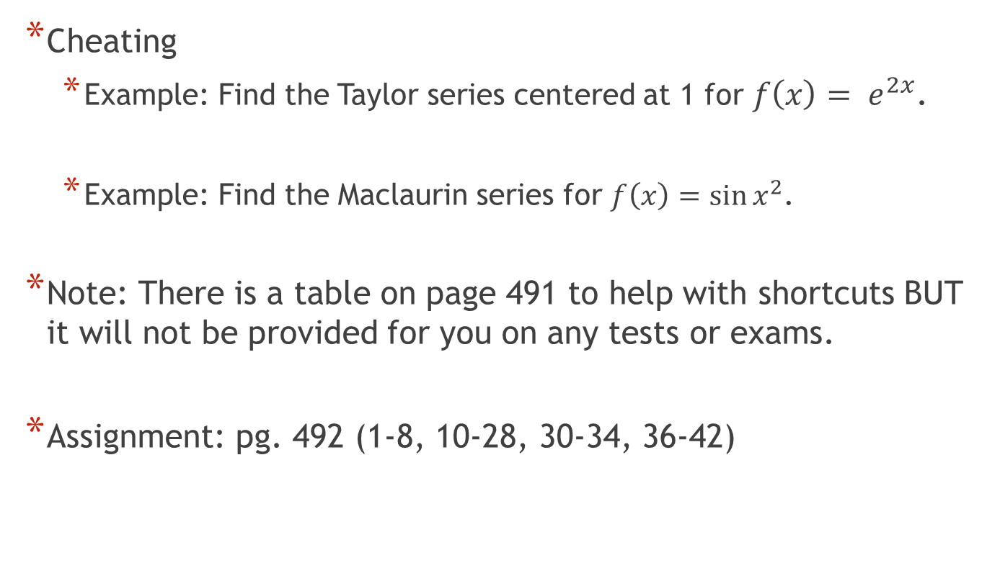 * Cheating
* Example: Find the Taylor series centered at 1 for f(x) = e^{2x}.
* Example: Find the Maclaurin series for f(x) = sin x².
* Note: There is a table on page 491 to help with shortcuts BUT
it will not be provided for you on any tests or exams.
* Assignment: pg. 492 (1-8, 10-28, 30-34, 36-42)